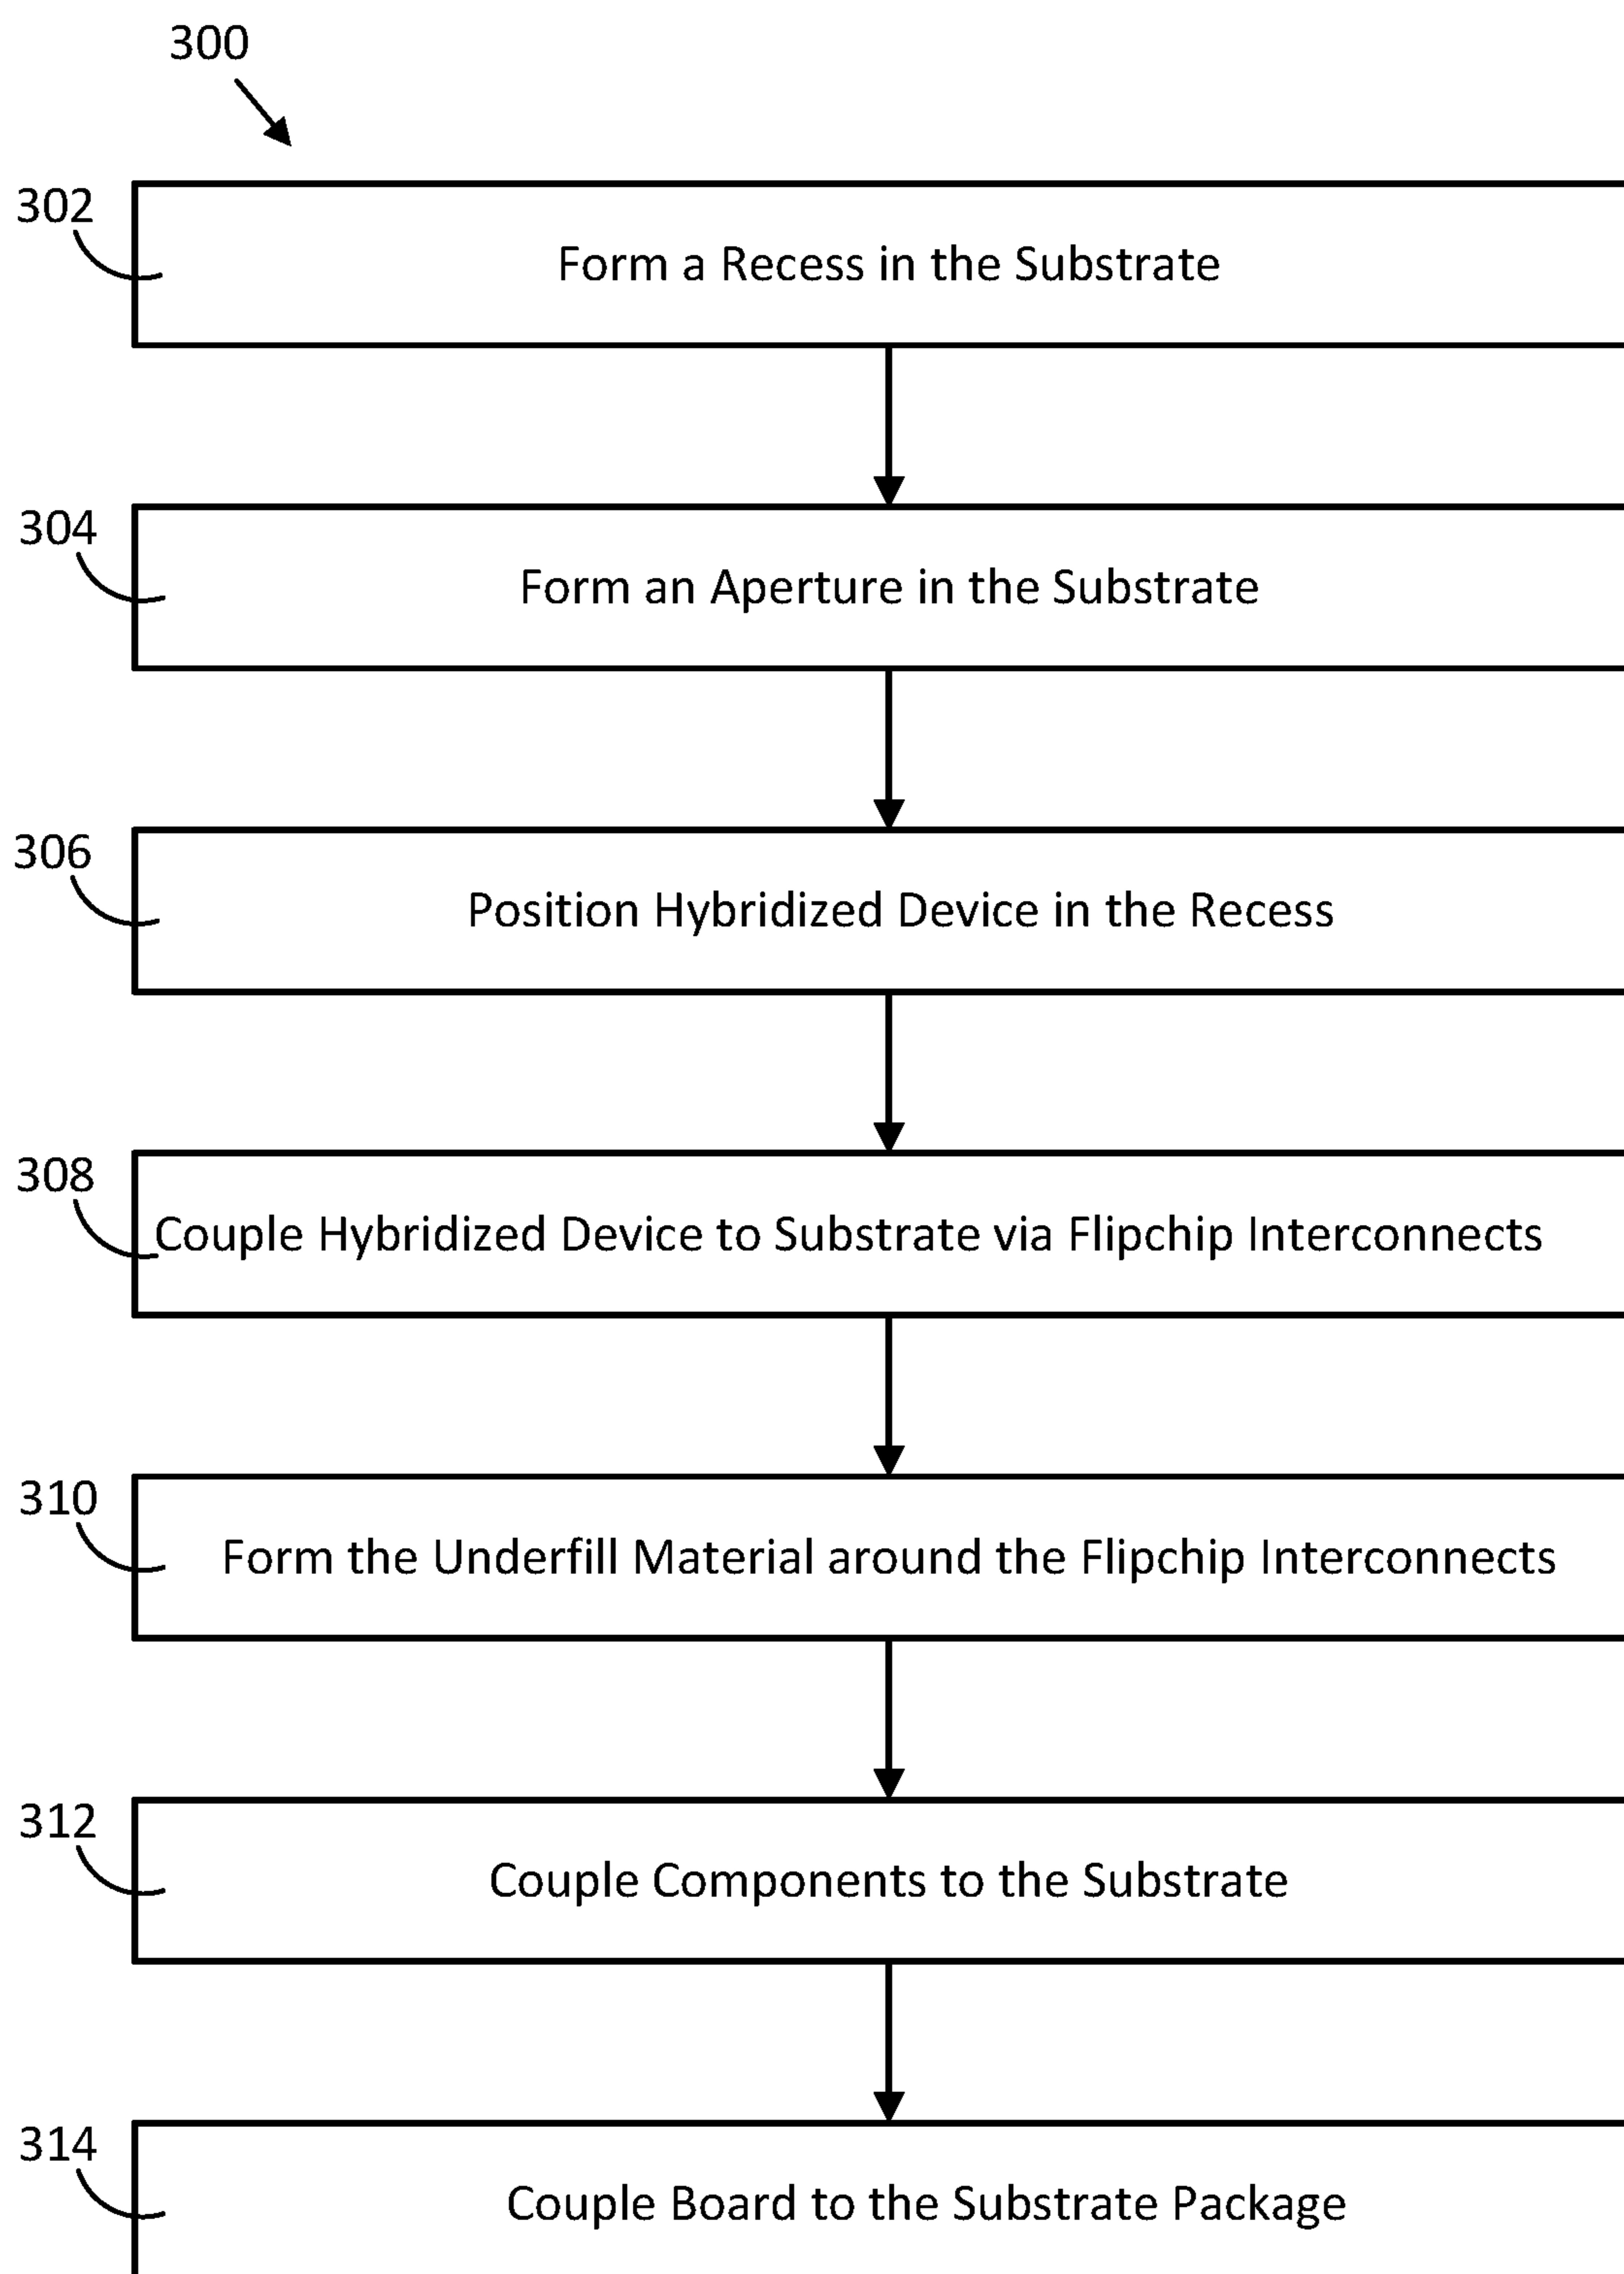 300
302
Form a Recess in the Substrate
304
Form an Aperture in the Substrate
306
Position Hybridized Device in the Recess
308
Couple Hybridized Device to Substrate via Flipchip Interconnects
310
Form the Underfill Material around the Flipchip Interconnects
312
Couple Components to the Substrate
314
Couple Board to the Substrate Package